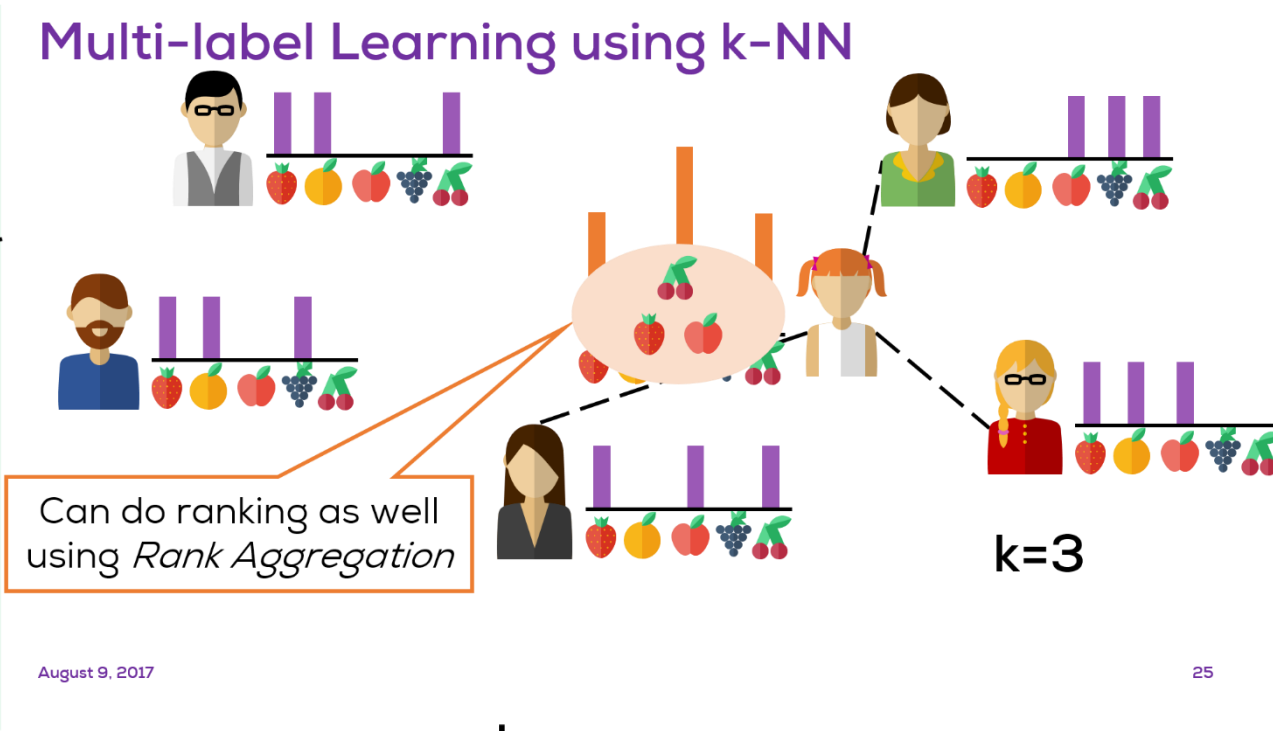 Multi-label Learning using k-NN
Can do ranking as well
using Rank Aggregation
k=3
August 9, 2017
25